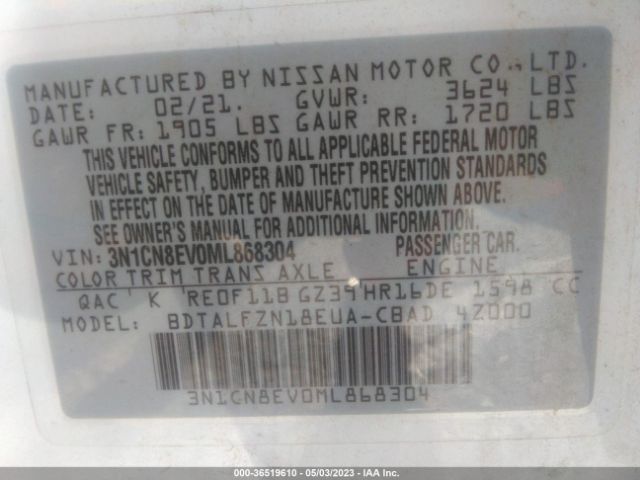 MANUFACTURED BY NISSAN MOTOR CO., LTD.
DATE: 02/21. GVWR: 3624 LBS
GAWR FR: 1905 LBS GAWR RR: 1720 LBS
THIS VEHICLE CONFORMS TO ALL APPLICABLE FEDERAL MOTOR
VEHICLE SAFETY, BUMPER AND THEFT PREVENTION STANDARDS
IN EFFECT ON THE DATE OF MANUFACTURE SHOWN ABOVE.
SEE OWNER'S MANUAL FOR ADDITIONAL INFORMATION.
VIN: 3N1CN8EV0ML868304 PASSENGER CAR.
COLOR TRIM TRANS AXLE ENGINE
QAC K RE0F11B GZ39 HR16DE 1598 CC
MODEL: BDTALFZN18EUA-CBAD 4Z000
3N1CN8EV0ML868304
000-36519610 - 05/03/2023 - IAA Inc.